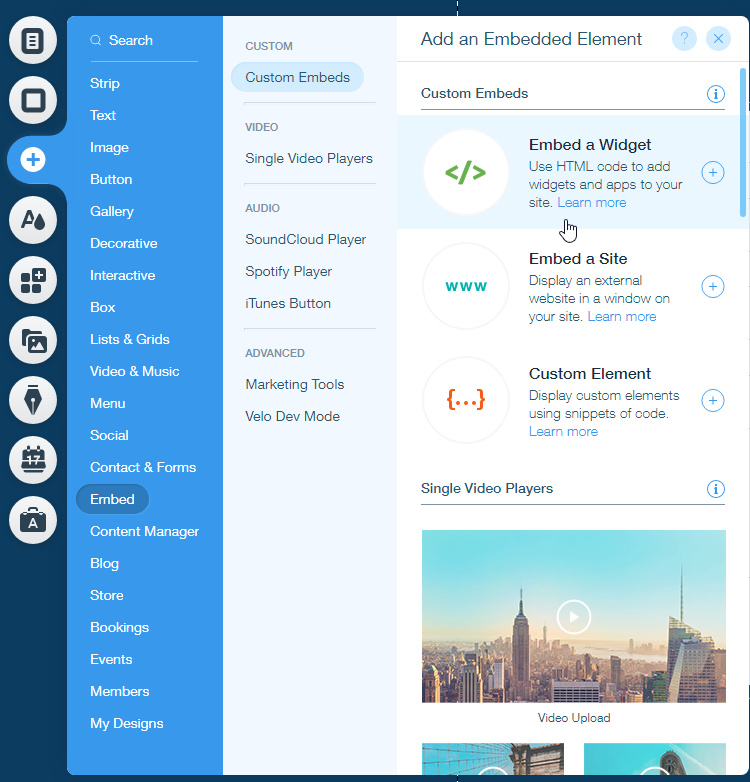 Search
Strip
Text
Image
Button
Gallery
Decorative
Interactive
Box
Lists & Grids
Video & Music
Menu
Social
Contact & Forms
Embed
Content Manager
Blog
Store
Bookings
Events
Members
My Designs
CUSTOM
Custom Embeds
VIDEO
Single Video Players
AUDIO
SoundCloud Player
Spotify Player
iTunes Button
ADVANCED
Marketing Tools
Velo Dev Mode
Add an Embedded Element
?
Custom Embeds
i
</>
Embed a Widget
Use HTML code to add
widgets and apps to your
site. Learn more
www
Embed a Site
Display an external
website in a window on
your site. Learn more
{...}
Custom Element
Display custom elements
using snippets of code.
Learn more
Single Video Players
i
Video Upload
A
17
A